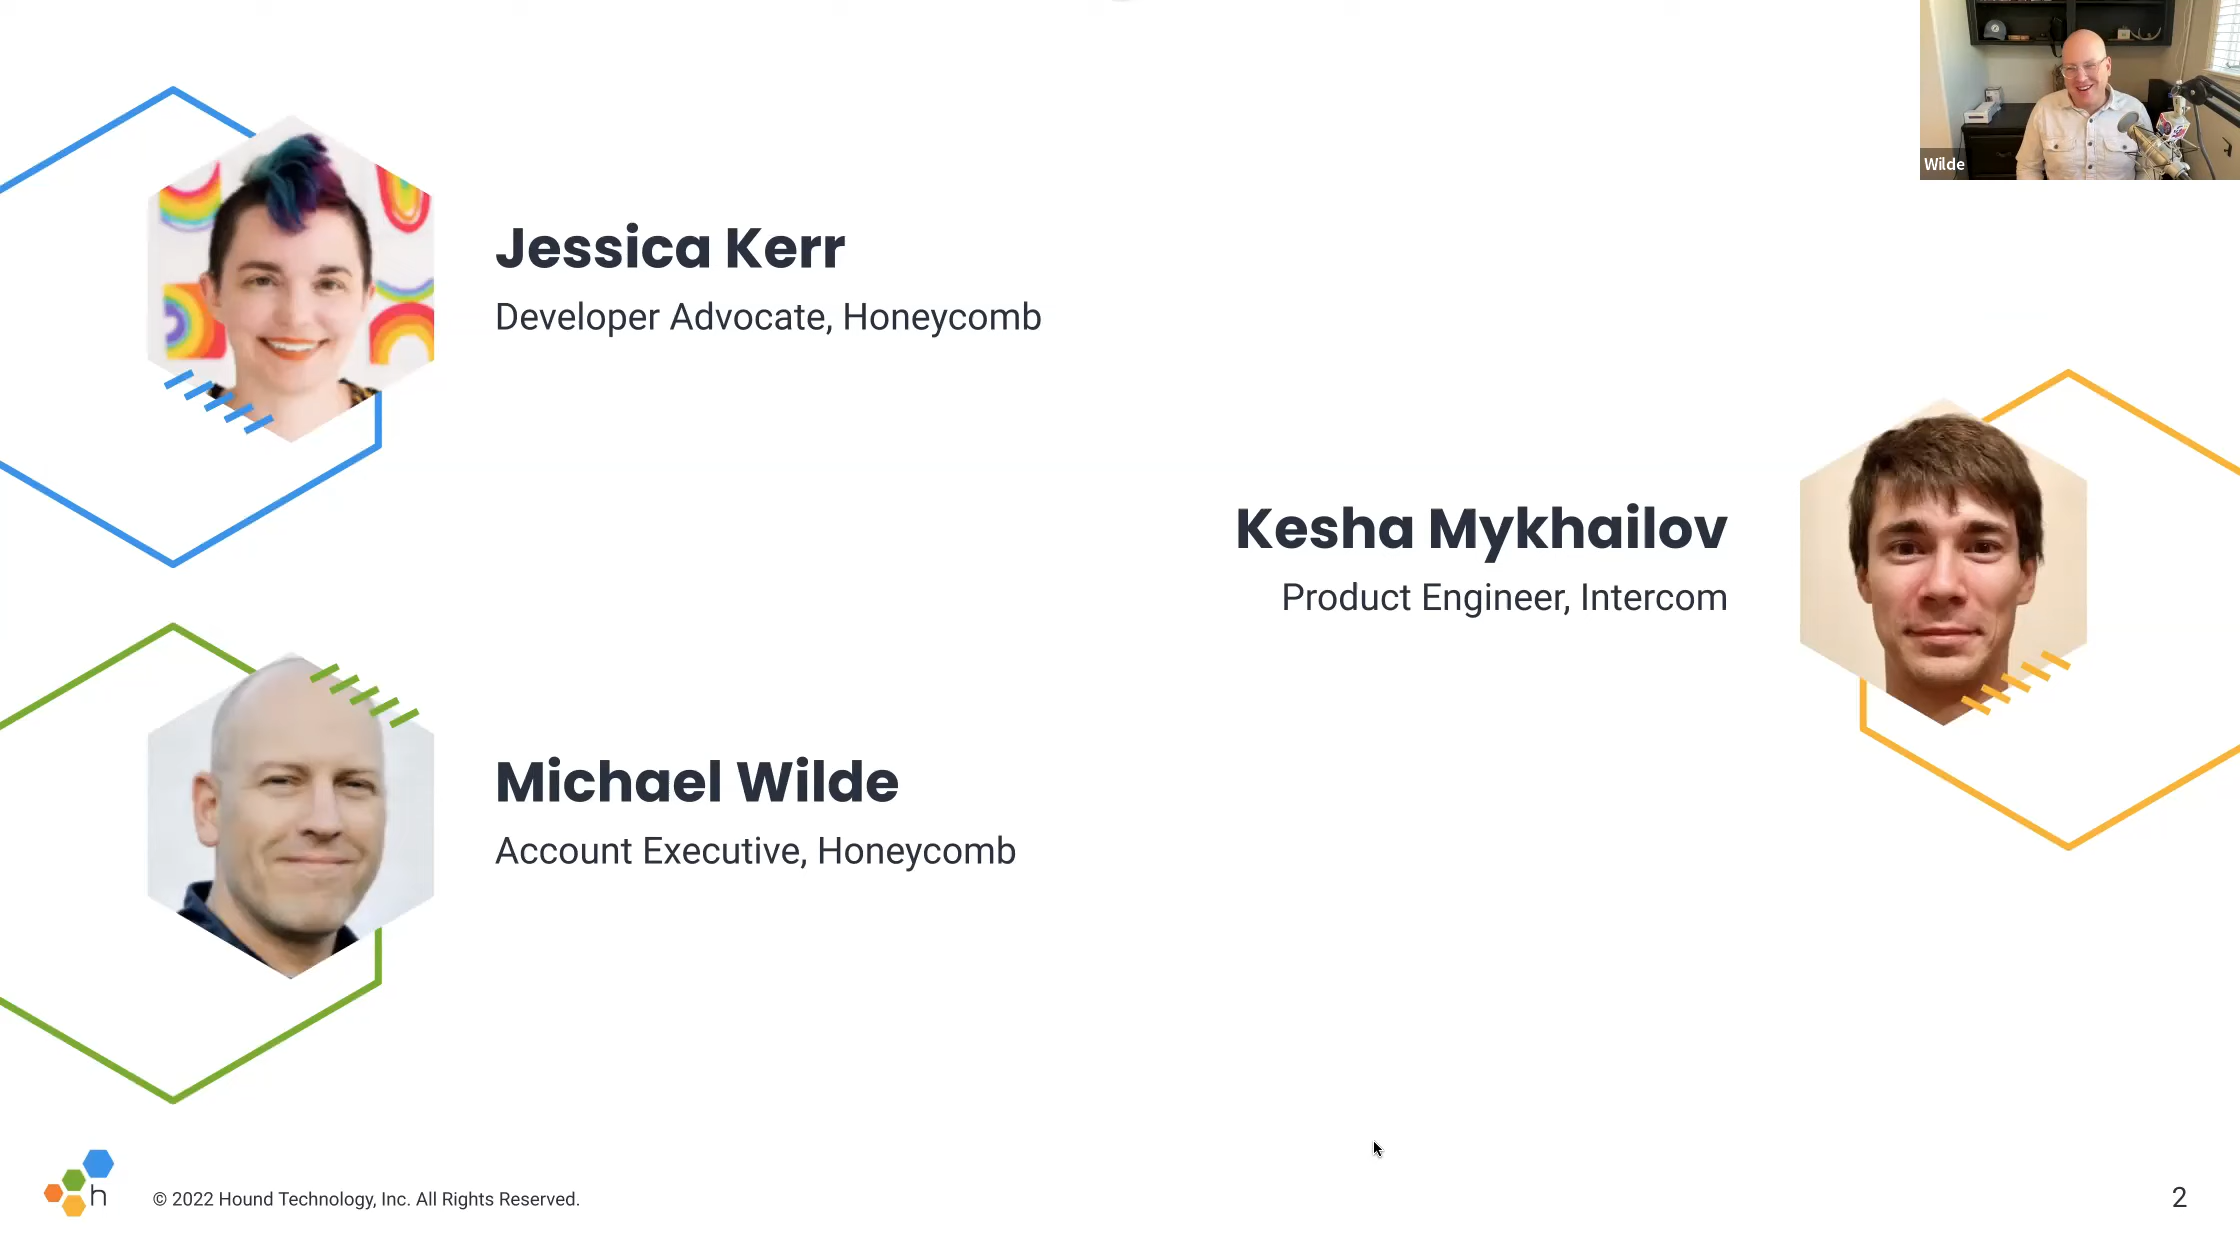 Wilde
Jessica Kerr
Developer Advocate, Honeycomb
Kesha Mykhailov
Product Engineer, Intercom
Michael Wilde
Account Executive, Honeycomb
h
© 2022 Hound Technology, Inc. All Rights Reserved.
2